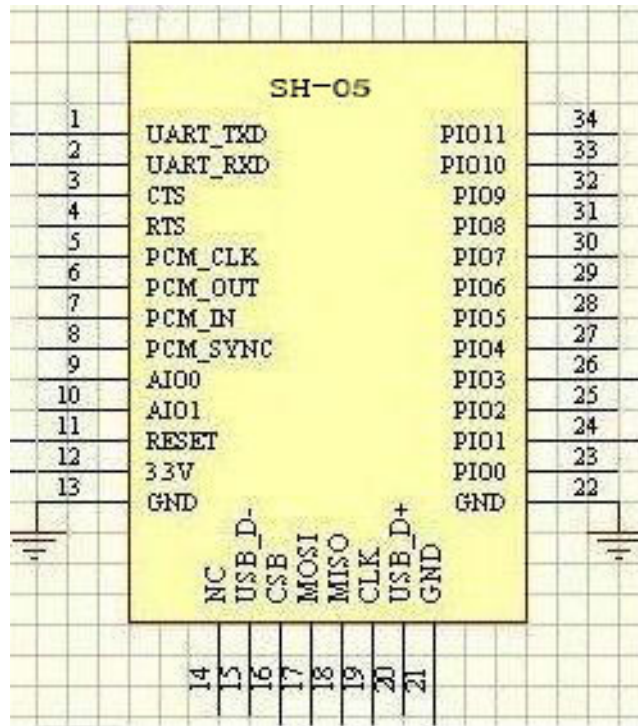 SH-05
1 UART_TXD PIO11 34
2 UART_RXD PIO10 33
3 CTS PIO9 32
4 RTS PIO8 31
5 PCM_CLK PIO7 30
6 PCM_OUT PIO6 29
7 PCM_IN PIO5 28
8 PCM_SYNC PIO4 27
9 AIO0 PIO3 26
10 AIO1 PIO2 25
11 RESET PIO1 24
12 3.3V PIO0 23
13 GND GND 22
NC
USB_D-
CSB
MOSI
MISO
CLK
USB_D+
GND
14
15
16
17
18
19
20
21